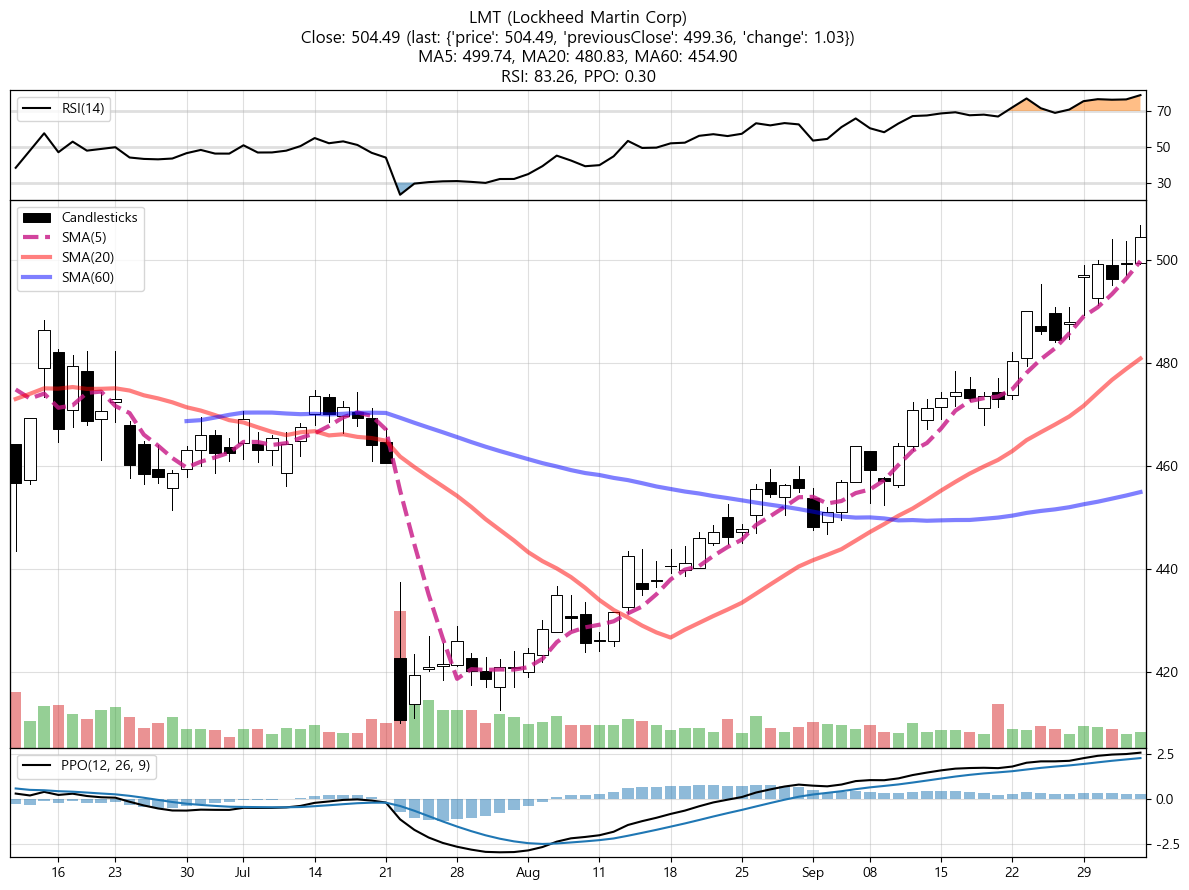 LMT (Lockheed Martin Corp)
Close: 504.49 (last: {'price': 504.49, 'previousClose': 499.36, 'change': 1.03})
MA5: 499.74, MA20: 480.83, MA60: 454.90
RSI: 83.26, PPO: 0.30
RSI(14)
70
50
30
Candlesticks
SMA(5)
SMA(20)
SMA(60)
500
480
460
440
420
PPO(12, 26, 9)
2.5
0.0
−2.5
16 23 30 Jul 14 21 28 Aug 11 18 25 Sep 08 15 22 29